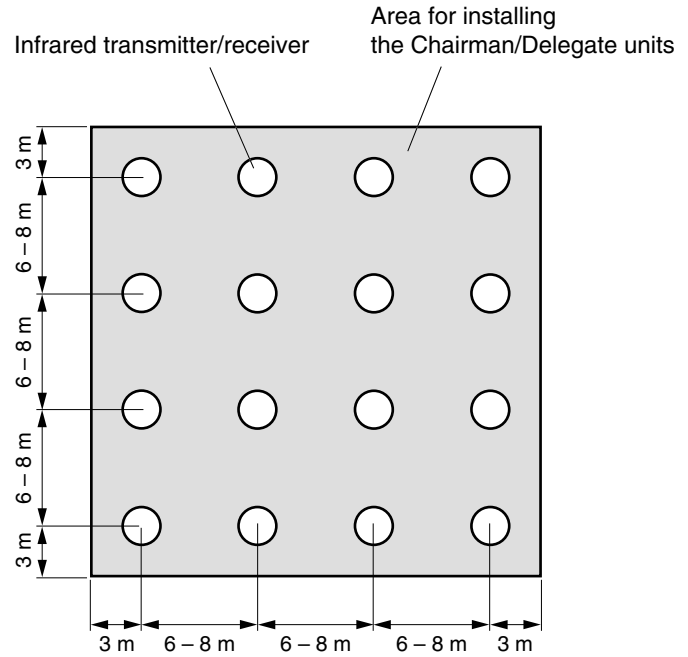 Area for installing
the Chairman/Delegate units
Infrared transmitter/receiver
3 m
6 – 8 m
6 – 8 m
6 – 8 m
3 m
3 m
6 – 8 m
6 – 8 m
6 – 8 m
3 m